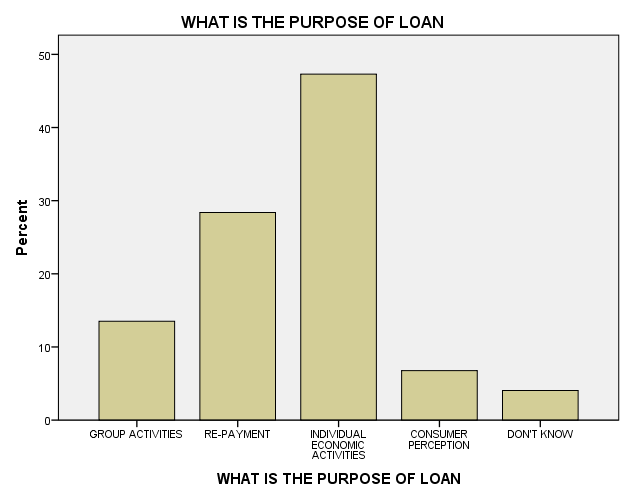 WHAT IS THE PURPOSE OF LOAN
50
40
30
20
10
0
Percent
GROUP ACTIVITIES
RE-PAYMENT
INDIVIDUAL
ECONOMIC
ACTIVITIES
CONSUMER
PERCEPTION
DON'T KNOW
WHAT IS THE PURPOSE OF LOAN